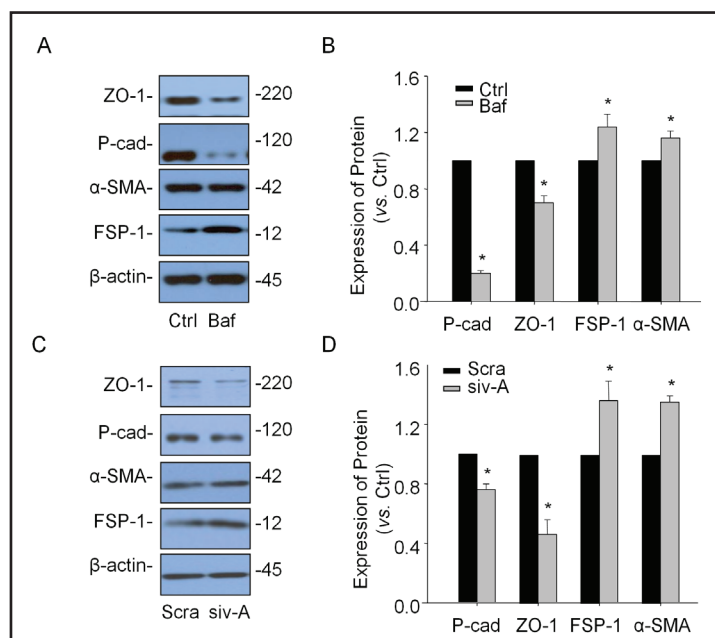 A
ZO-1- -220
P-cad- -120
α-SMA- -42
FSP-1- -12
β-actin- -45
Ctrl Baf
B
Expression of Protein
(vs. Ctrl)
1.6
1.2
0.8
0.4
0.0
Ctrl
Baf
*
*
*
*
P-cad ZO-1 FSP-1 α-SMA
C
ZO-1- -220
P-cad- -120
α-SMA- -42
FSP-1- -12
β-actin- -45
Scra siv-A
D
Expression of Protein
(vs. Ctrl)
1.6
1.2
0.8
0.4
0.0
Scra
siv-A
*
*
*
*
P-cad ZO-1 FSP-1 α-SMA